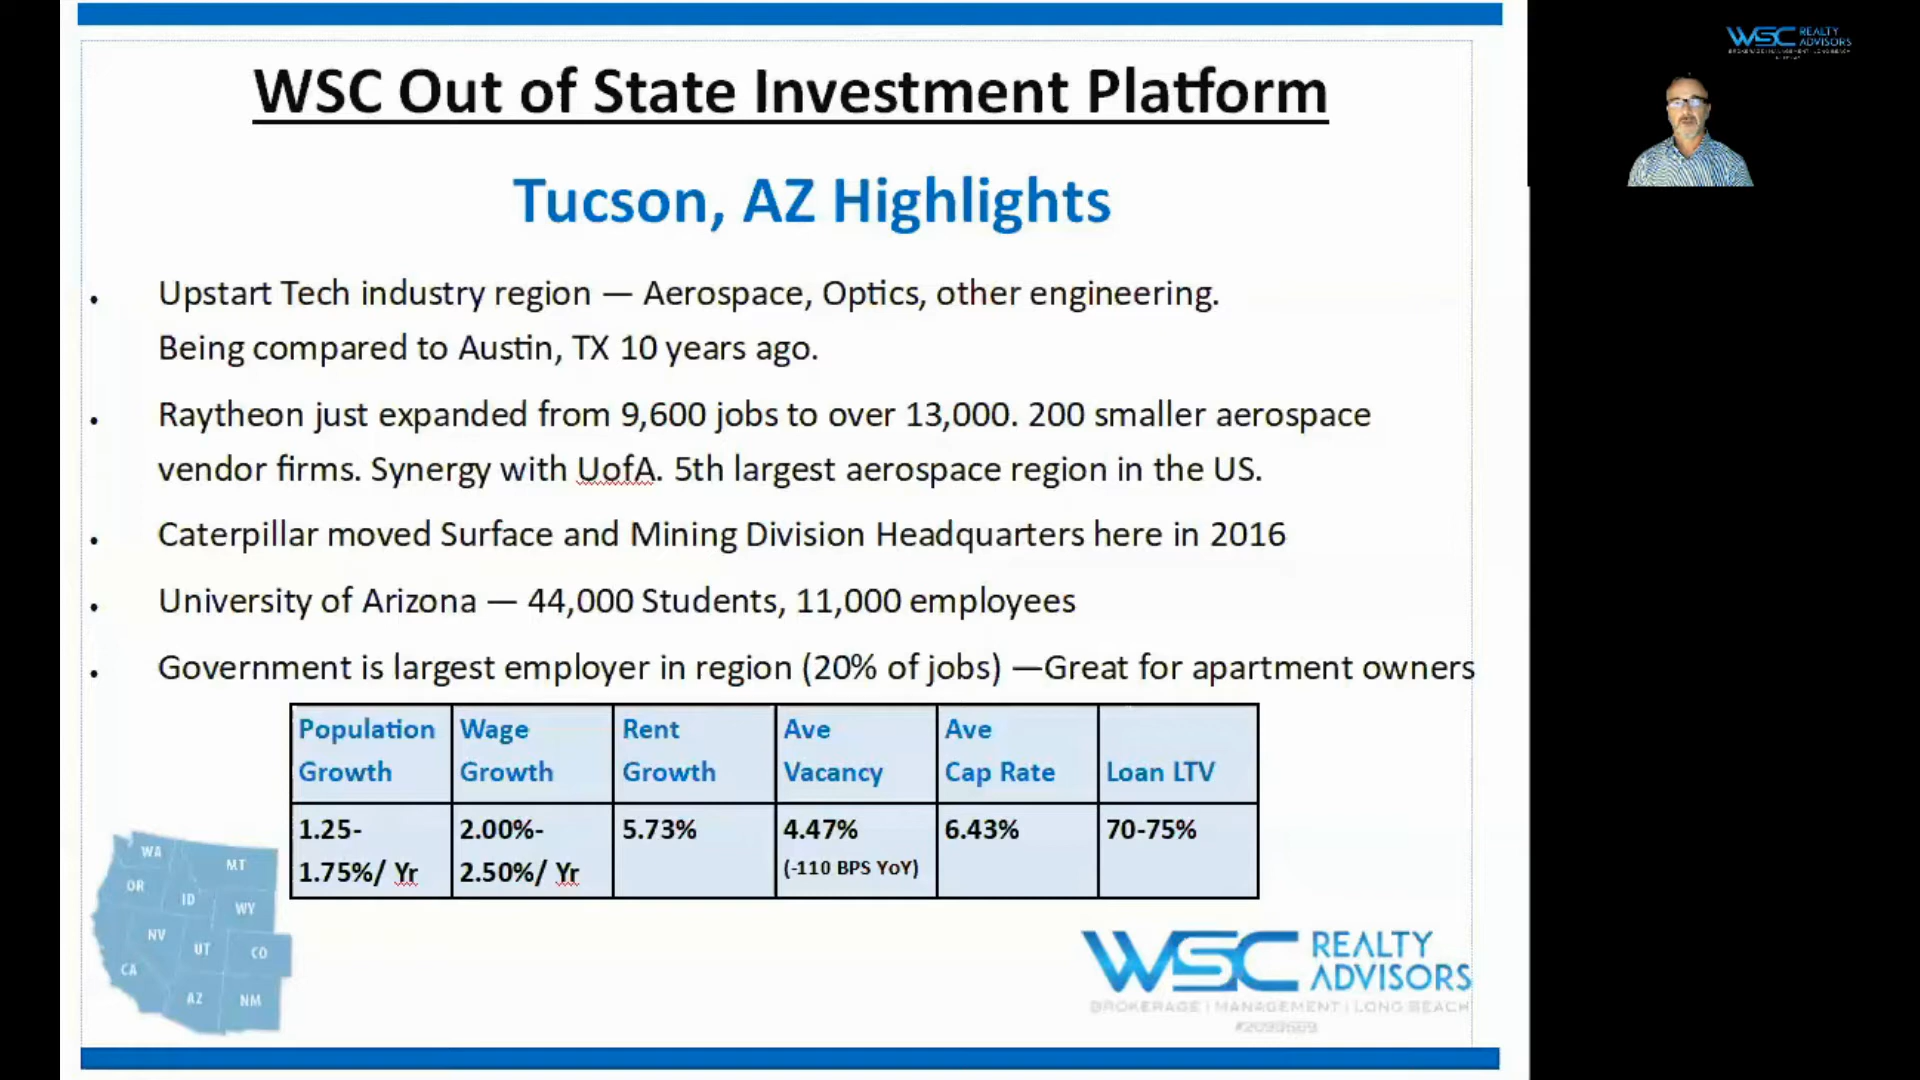 WSC Out of State Investment Platform
WSC REALTY
ADVISORS
Tucson, AZ Highlights
• Upstart Tech industry region — Aerospace, Optics, other engineering.
Being compared to Austin, TX 10 years ago.
• Raytheon just expanded from 9,600 jobs to over 13,000. 200 smaller aerospace
vendor firms. Synergy with UofA. 5th largest aerospace region in the US.
• Caterpillar moved Surface and Mining Division Headquarters here in 2016
• University of Arizona — 44,000 Students, 11,000 employees
• Government is largest employer in region (20% of jobs) —Great for apartment owners
Population Growth Wage Growth Rent Growth Ave Vacancy Ave Cap Rate Loan LTV
1.25-1.75%/ Yr 2.00%-2.50%/ Yr 5.73% 4.47% (-110 BPS YoY) 6.43% 70-75%
WA
MT
OR
ID
WY
NV
UT
CO
CA
AZ
NM
WSC REALTY
ADVISORS
BROKERAGE | MANAGEMENT | LONG BEACH